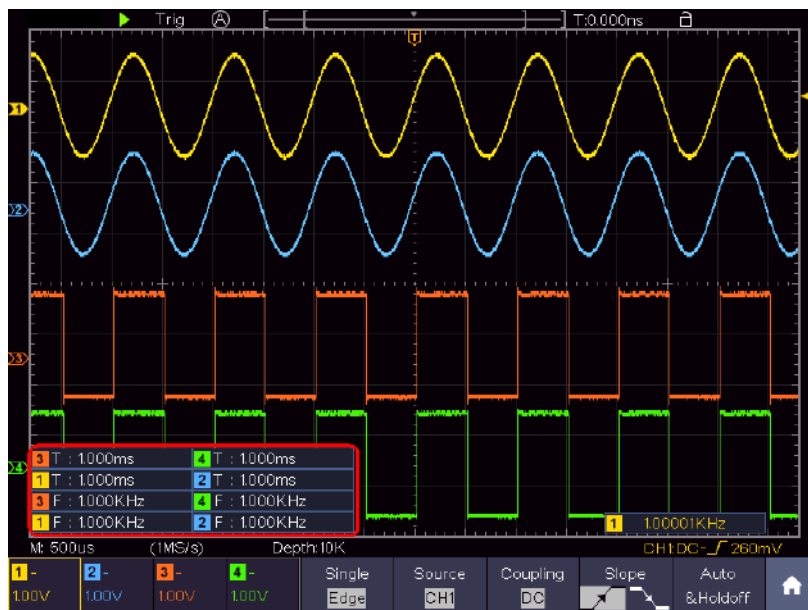 Trig A [ ] T:0.000ns
T
1
2
3
4
3 T : 1.000ms 4 T : 1.000ms
1 T : 1.000ms 2 T : 1.000ms
3 F : 1.000KHz 4 F : 1.000KHz
1 F : 1.000KHz 2 F : 1.000KHz
1 1.00001KHz
M: 500us (1MS/s) Depth:10K CH1:DC- 260mV
1 - 2 - 3 - 4 - Single Source Coupling Slope Auto
1.00V 1.00V 1.00V 1.00V Edge CH1 DC &Holdoff